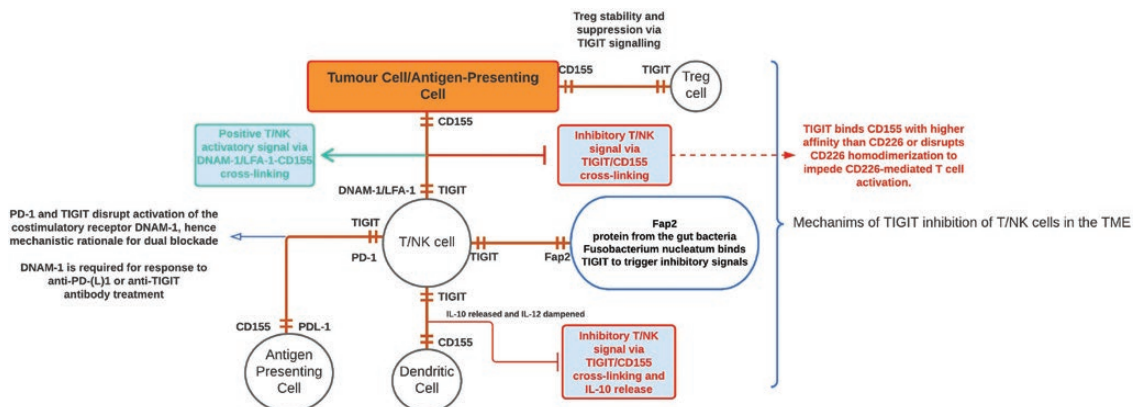 Treg stability and
suppression via
TIGIT signalling
Tumour Cell/Antigen-Presenting
Cell
CD155
TIGIT
Treg
cell
CD155
Positive T/NK
activatory signal via
DNAM-1/LFA-1-CD155
cross-linking
Inhibitory T/NK
signal via
TIGIT/CD155
cross-linking
TIGIT binds CD155 with higher
affinity than CD226 or disrupts
CD226 homodimerization to
impede CD226-mediated T cell
activation.
DNAM-1/LFA-1
TIGIT
PD-1 and TIGIT disrupt activation of the
costimulatory receptor DNAM-1, hence
mechanistic rationale for dual blockade
DNAM-1 is required for response to
anti-PD-(L)1 or anti-TIGIT
antibody treatment
TIGIT
PD-1
T/NK cell
TIGIT
Fap2
Fap2
protein from the gut bacteria
Fusobacterium nucleatum binds
TIGIT to trigger inhibitory signals
Mechanims of TIGIT inhibition of T/NK cells in the TME
TIGIT
IL-10 released and IL-12 dampened
CD155
PDL-1
CD155
Antigen
Presenting
Cell
Dendritic
Cell
Inhibitory T/NK
signal via
TIGIT/CD155
cross-linking and
IL-10 release